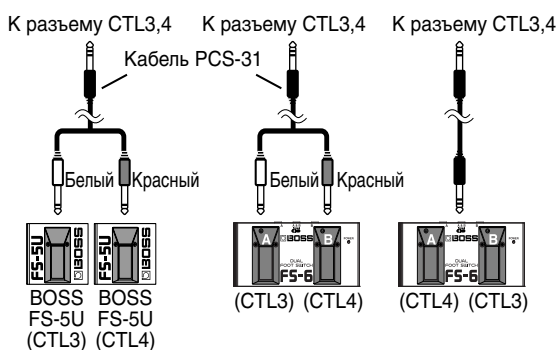 К разъему CTL3,4
К разъему CTL3,4
К разъему CTL3,4
Кабель PCS-31
Белый
Красный
Белый
Красный
FS-5U
BOSS
FS-5U
BOSS
A
B
BOSS
DUAL
FOOT SWITCH
FS-6
A
B
BOSS
DUAL
FOOT SWITCH
FS-6
BOSS
FS-5U
(CTL3)
BOSS
FS-5U
(CTL4)
(CTL3)
(CTL4)
(CTL4)
(CTL3)